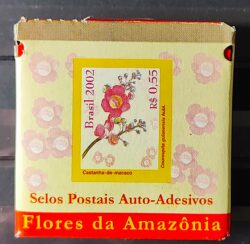 Brasil 2002
R$ 0,55
Castanha-de-macaco
Couroupita guianensis Aubl.
Selos Postais Auto-Adesivos
Flores da Amazônia